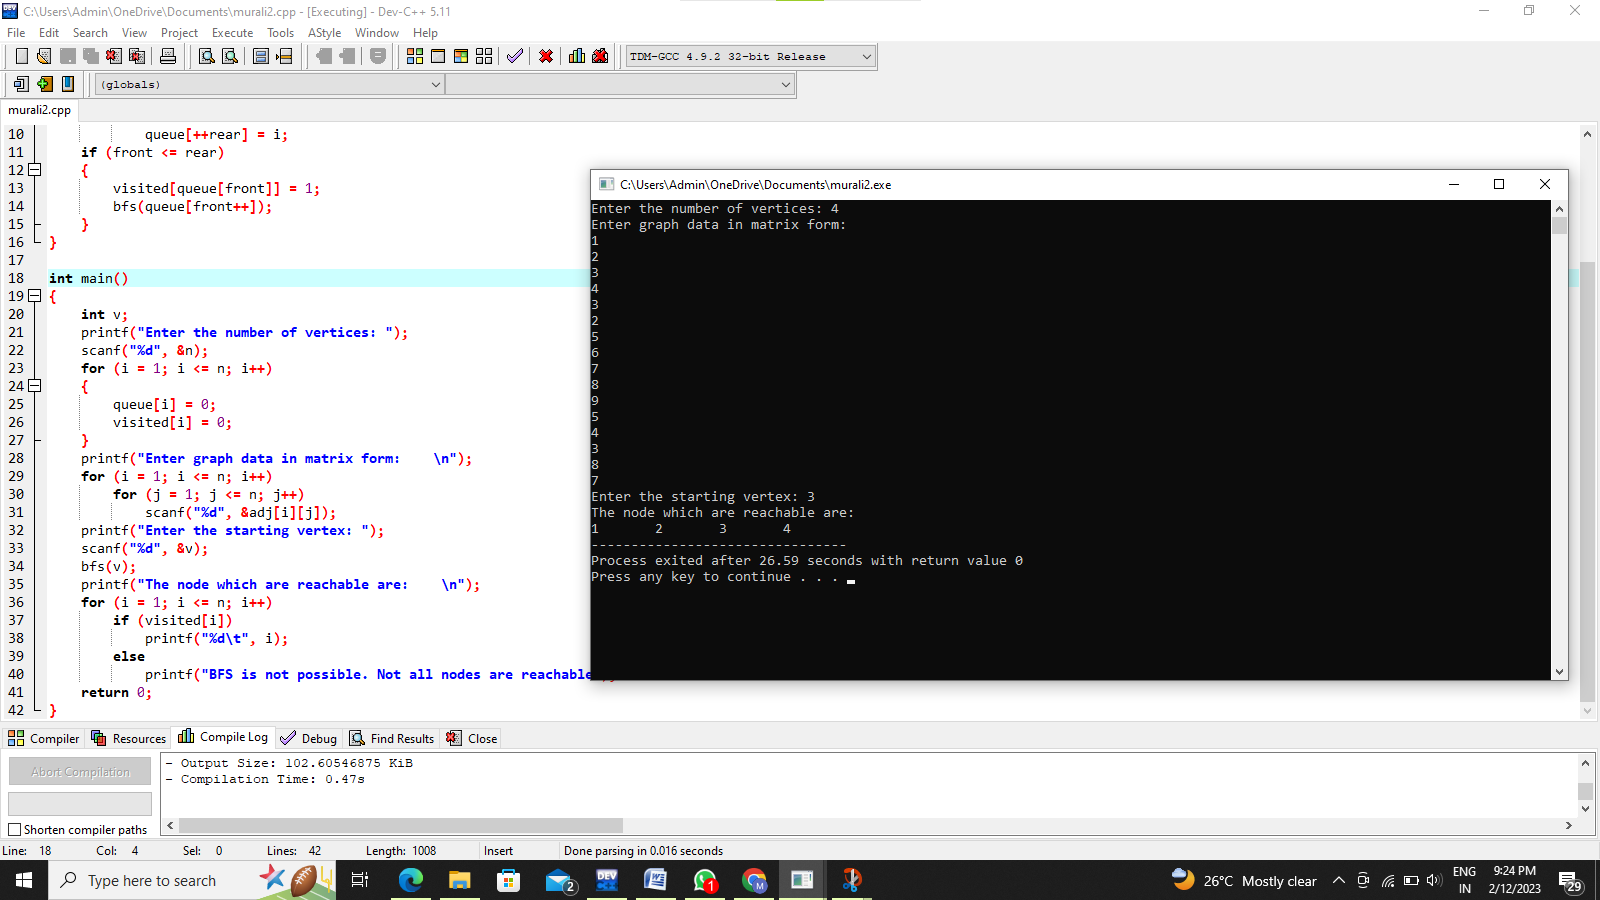 C:\Users\Admin\OneDrive\Documents\murali2.cpp - [Executing] - Dev-C++ 5.11
File Edit Search View Project Execute Tools AStyle Window Help
TDM-GCC 4.9.2 32-bit Release
(globals)
murali2.cpp
10 queue[++rear] = i;
11 if (front <= rear)
12 {
13 visited[queue[front]] = 1;
14 bfs(queue[front++]);
15 }
16 }
17
18 int main()
19 {
20 int v;
21 printf("Enter the number of vertices: ");
22 scanf("%d", &n);
23 for (i = 1; i <= n; i++)
24 {
25 queue[i] = 0;
26 visited[i] = 0;
27 }
28 printf("Enter graph data in matrix form:    \n");
29 for (i = 1; i <= n; i++)
30 for (j = 1; j <= n; j++)
31 scanf("%d", &adj[i][j]);
32 printf("Enter the starting vertex: ");
33 scanf("%d", &v);
34 bfs(v);
35 printf("The node which are reachable are:    \n");
36 for (i = 1; i <= n; i++)
37 if (visited[i])
38 printf("%d\t", i);
39 else
40 printf("BFS is not possible. Not all nodes are reachable
41 return 0;
42 }
C:\Users\Admin\OneDrive\Documents\murali2.exe
Enter the number of vertices: 4
Enter graph data in matrix form:
1
2
3
4
3
2
5
6
7
8
9
5
4
3
8
7
Enter the starting vertex: 3
The node which are reachable are:
1 2 3 4
--------------------------------
Process exited after 26.59 seconds with return value 0
Press any key to continue . . .
Compiler Resources Compile Log Debug Find Results Close
Abort Compilation
Shorten compiler paths
- Output Size: 102.60546875 KiB
- Compilation Time: 0.47s
Line: 18 Col: 4 Sel: 0 Lines: 42 Length: 1008 Insert Done parsing in 0.016 seconds
Type here to search
DEV
2
1
M
26°C Mostly clear
ENG
IN
9:24 PM
2/12/2023
29